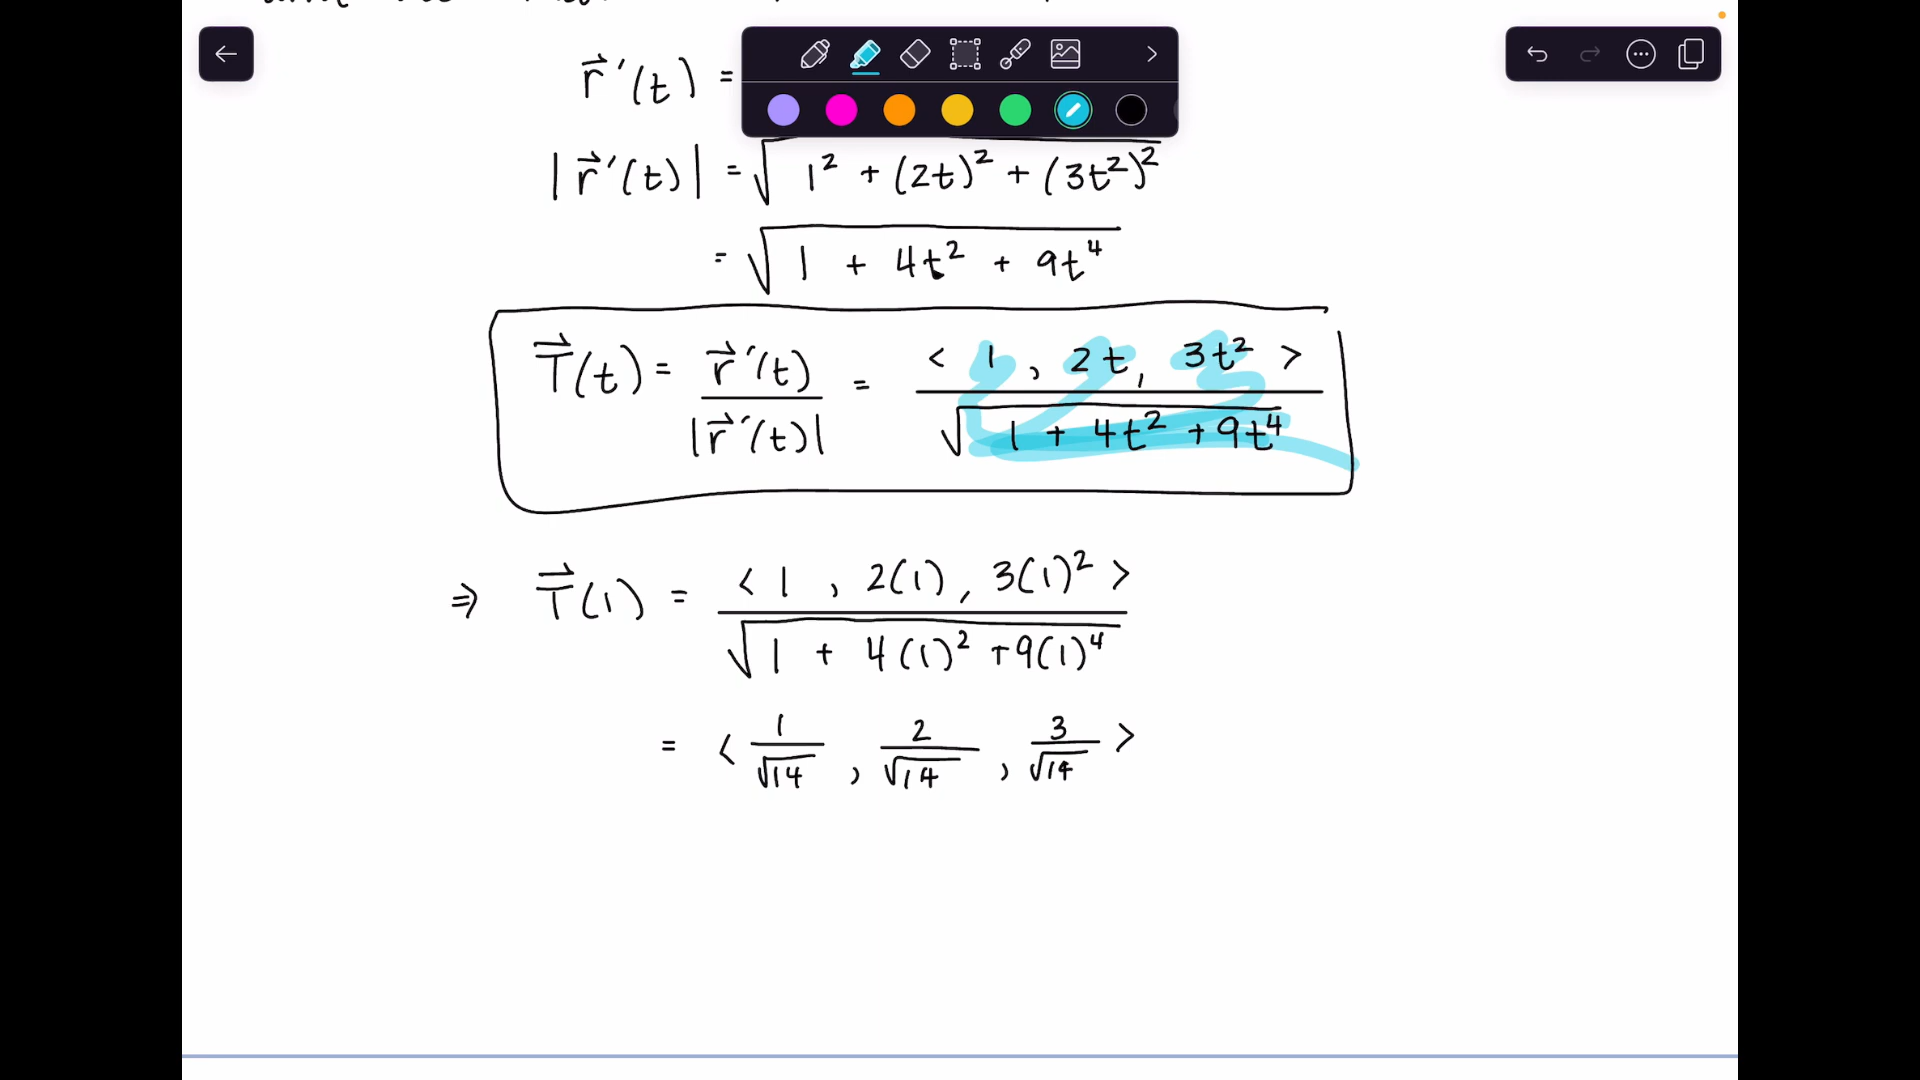 r⃗ ′(t) =
|r⃗ ′(t)| = √(1² + (2t)² + (3t²)²)
= √(1 + 4t² + 9t⁴)
T⃗(t) = r⃗ ′(t) / |r⃗ ′(t)| = < 1 , 2t, 3t² > / √(1 + 4t² + 9t⁴)
⇒ T⃗(1) = < 1 , 2(1), 3(1)² > / √(1 + 4(1)² + 9(1)⁴)
= < 1/√14 , 2/√14 , 3/√14 >